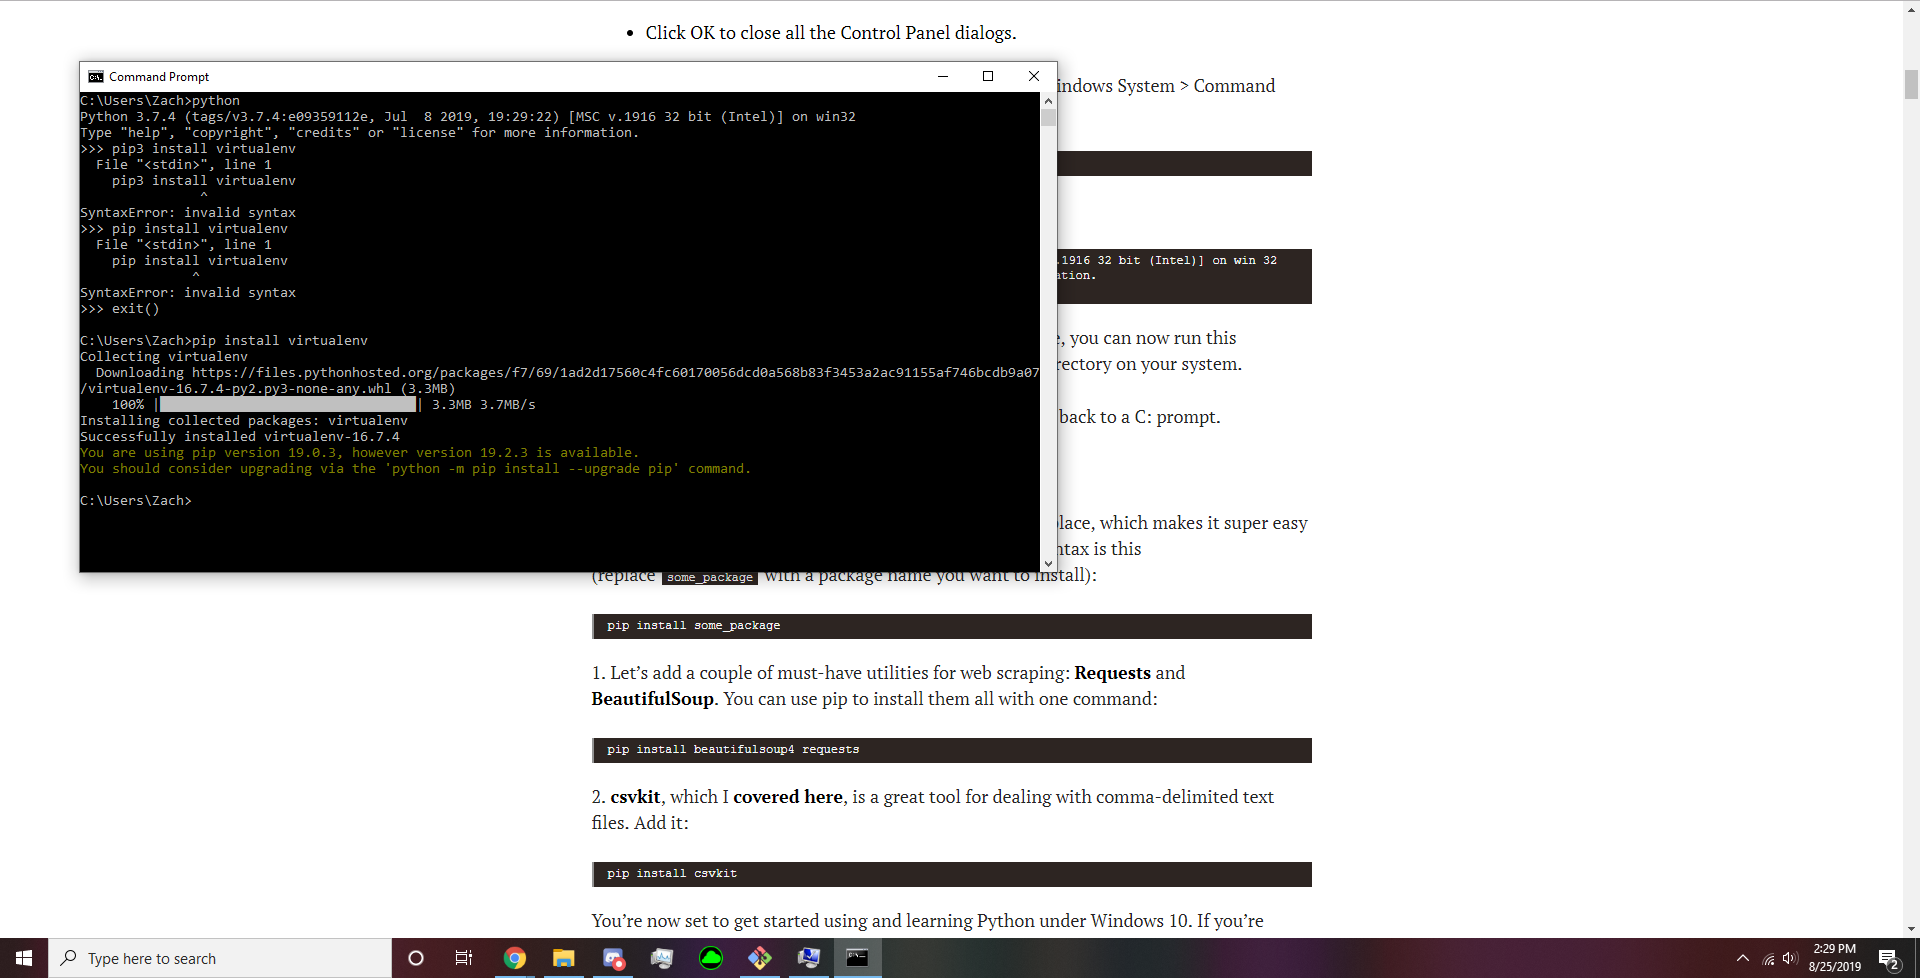 • Click OK to close all the Control Panel dialogs.
Command Prompt
C:\Users\Zach>python
Python 3.7.4 (tags/v3.7.4:e09359112e, Jul  8 2019, 19:29:22) [MSC v.1916 32 bit (Intel)] on win32
Type "help", "copyright", "credits" or "license" for more information.
>>> pip3 install virtualenv
  File "<stdin>", line 1
    pip3 install virtualenv
               ^
SyntaxError: invalid syntax
>>> pip install virtualenv
  File "<stdin>", line 1
    pip install virtualenv
              ^
SyntaxError: invalid syntax
>>> exit()
C:\Users\Zach>pip install virtualenv
Collecting virtualenv
  Downloading https://files.pythonhosted.org/packages/f7/69/1ad2d17560c4fc60170056dcd0a568b83f3453a2ac91155af746bcdb9a07
/virtualenv-16.7.4-py2.py3-none-any.whl (3.3MB)
    100% || 3.3MB 3.7MB/s
Installing collected packages: virtualenv
Successfully installed virtualenv-16.7.4
You are using pip version 19.0.3, however version 19.2.3 is available.
You should consider upgrading via the 'python -m pip install --upgrade pip' command.
C:\Users\Zach>
indows System > Command
.1916 32 bit (Intel)] on win 32
ation.
, you can now run this
rectory on your system.
back to a C: prompt.
lace, which makes it super easy
ntax is this
(replace some_package with a package name you want to install):
pip install some_package
1. Let’s add a couple of must-have utilities for web scraping: Requests and
BeautifulSoup. You can use pip to install them all with one command:
pip install beautifulsoup4 requests
2. csvkit, which I covered here, is a great tool for dealing with comma-delimited text
files. Add it:
pip install csvkit
You’re now set to get started using and learning Python under Windows 10. If you’re
Type here to search
2:29 PM
8/25/2019
2